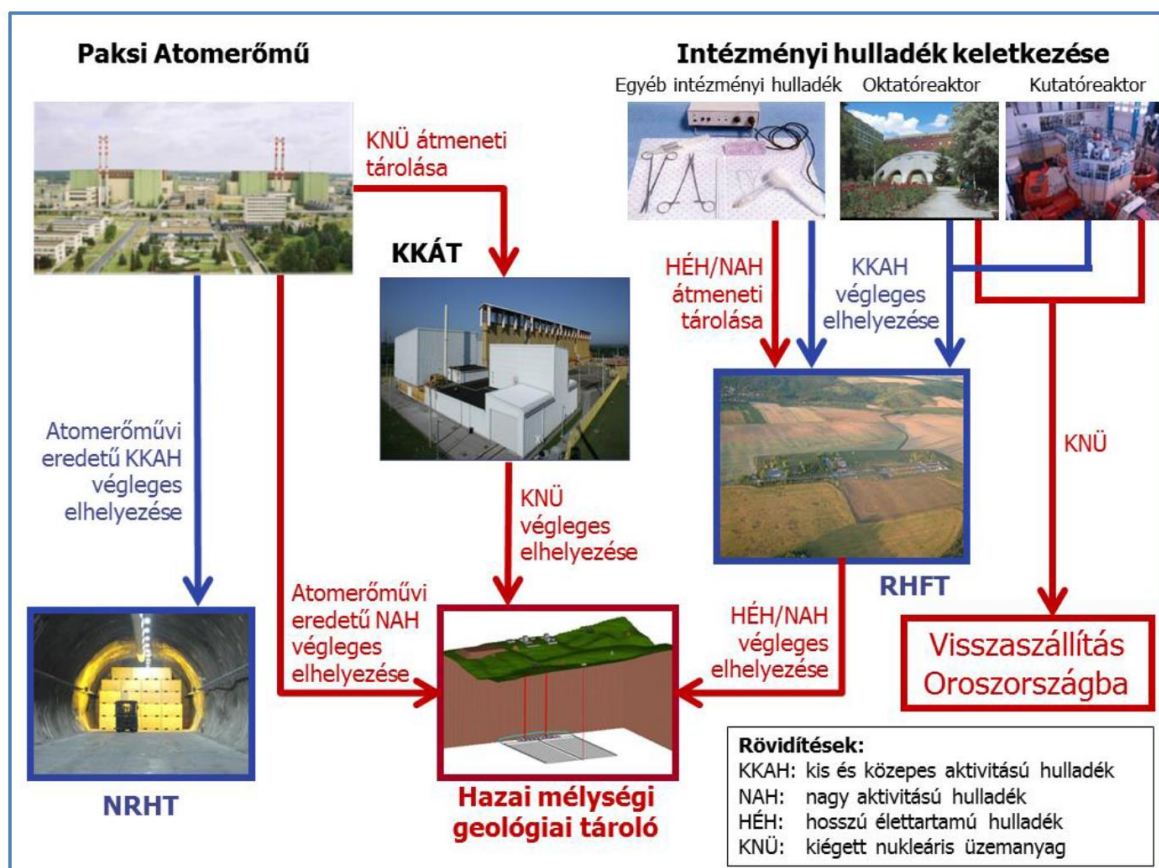 Paksi Atomerőmű
Intézményi hulladék keletkezése
Egyéb intézményi hulladék
Oktatóreaktor
Kutatóreaktor
KNÜ átmeneti
tárolása
KKÁT
HÉH/NAH
átmeneti
tárolása
KKAH
végleges
elhelyezése
Atomerőművi
eredetű KKAH
végleges
elhelyezése
KNÜ
végleges
elhelyezése
KNÜ
RHFT
Atomerőművi
eredetű NAH
végleges
elhelyezése
HÉH/NAH
végleges
elhelyezése
Visszaszállítás
Oroszországba
NRHT
Hazai mélységi
geológiai tároló
Rövidítések:
KKAH: kis és közepes aktivitású hulladék
NAH: nagy aktivitású hulladék
HÉH: hosszú élettartamú hulladék
KNÜ: kiégett nukleáris üzemanyag